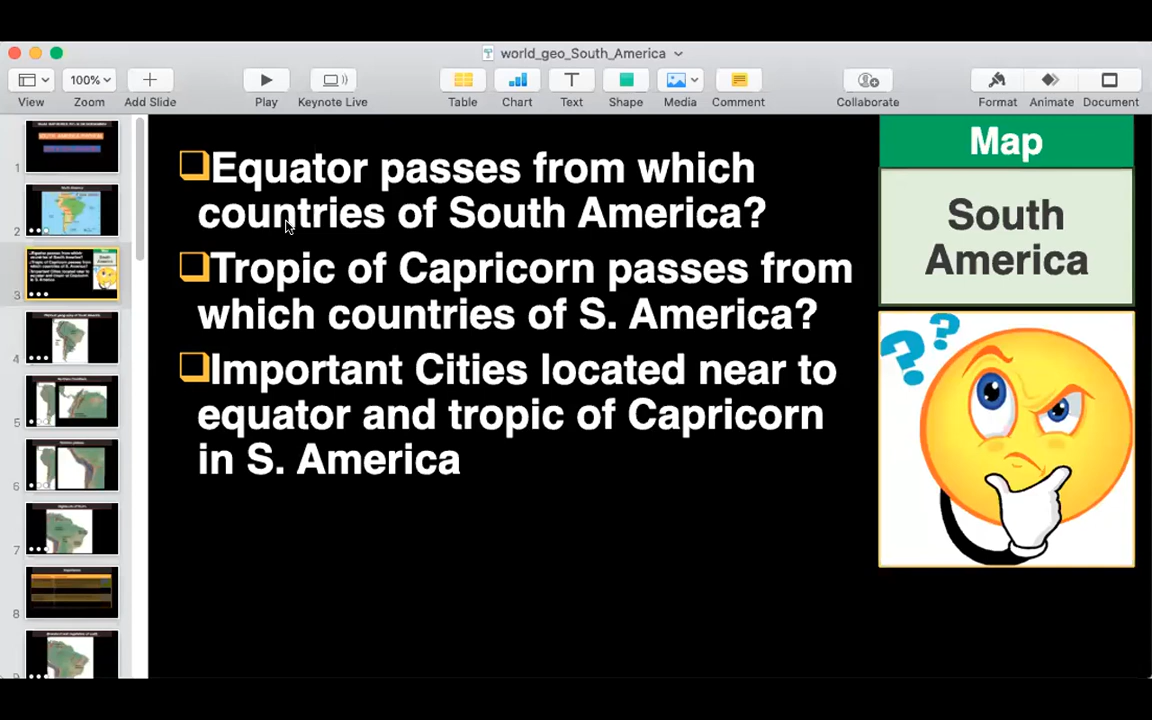 world_geo_South_America
100%
View
Zoom
Add Slide
Play
Keynote Live
Table
Chart
Text
Shape
Media
Comment
Collaborate
Format
Animate
Document
1
2
3
4
5
6
7
8
Equator passes from which
countries of South America?
Tropic of Capricorn passes from
which countries of S. America?
Important Cities located near to
equator and tropic of Capricorn
in S. America
Map
South
America
? ?